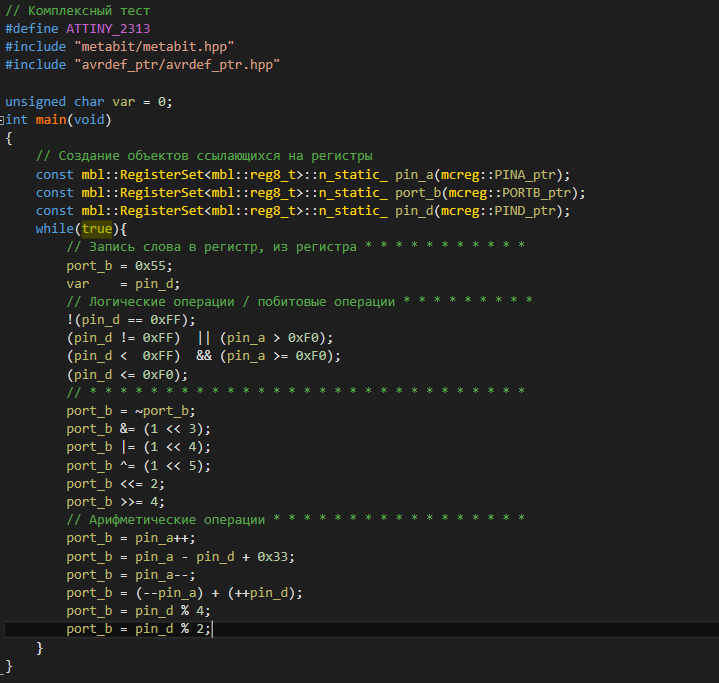 // Комплексный тест
#define ATTINY_2313
#include "metabit/metabit.hpp"
#include "avrdef_ptr/avrdef_ptr.hpp"
unsigned char var = 0;
int main(void)
{
    // Создание объектов ссылающихся на регистры
    const mbl::RegisterSet<mbl::reg8_t>::n_static_ pin_a(mcreg::PINA_ptr);
    const mbl::RegisterSet<mbl::reg8_t>::n_static_ port_b(mcreg::PORTB_ptr);
    const mbl::RegisterSet<mbl::reg8_t>::n_static_ pin_d(mcreg::PIND_ptr);
    while(true){
        // Запись слова в регистр, из регистра * * * * * * * * * * *
        port_b = 0x55;
        var    = pin_d;
        // Логические операции / побитовые операции * * * * * * * * *
        !(pin_d == 0xFF);
        (pin_d != 0xFF)  || (pin_a > 0xF0);
        (pin_d <  0xFF)  && (pin_a >= 0xF0);
        (pin_d <= 0xF0);
        // * * * * * * * * * * * * * * * * * * * * * * * * * * * * *
        port_b = ~port_b;
        port_b &= (1 << 3);
        port_b |= (1 << 4);
        port_b ^= (1 << 5);
        port_b <<= 2;
        port_b >>= 4;
        // Арифметические операции * * * * * * * * * * * * * * * * *
        port_b = pin_a++;
        port_b = pin_a - pin_d + 0x33;
        port_b = pin_a--;
        port_b = (--pin_a) + (++pin_d);
        port_b = pin_d % 4;
        port_b = pin_d % 2;
    }
}